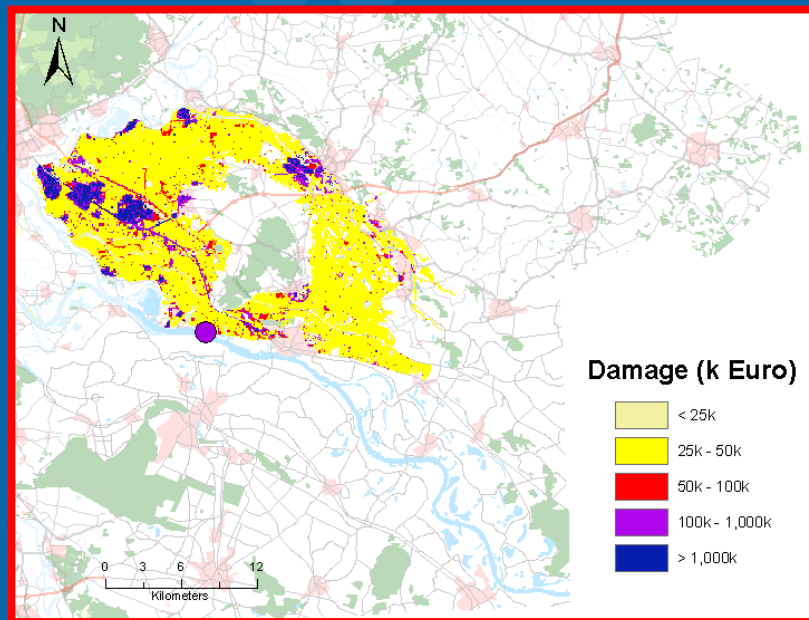 N
Damage (k Euro)
< 25k
25k - 50k
50k - 100k
100k - 1,000k
> 1,000k
0 3 6 12
Kilometers